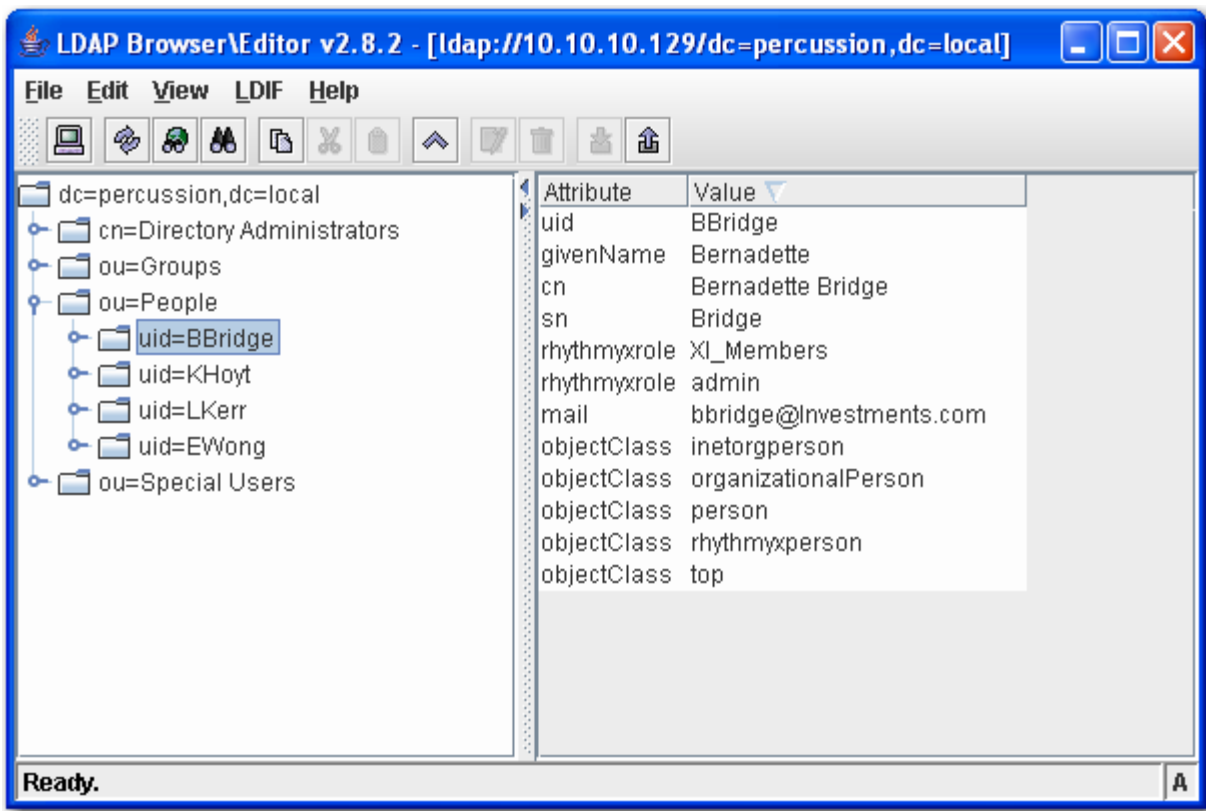 LDAP Browser\Editor v2.8.2 - [ldap://10.10.10.129/dc=percussion,dc=local]
File Edit View LDIF Help
dc=percussion,dc=local
cn=Directory Administrators
ou=Groups
ou=People
uid=BBridge
uid=KHoyt
uid=LKerr
uid=EWong
ou=Special Users
Attribute Value
uid BBridge
givenName Bernadette
cn Bernadette Bridge
sn Bridge
rhythmyxrole XI_Members
rhythmyxrole admin
mail bbridge@Investments.com
objectClass inetorgperson
objectClass organizationalPerson
objectClass person
objectClass rhythmyxperson
objectClass top
Ready. A